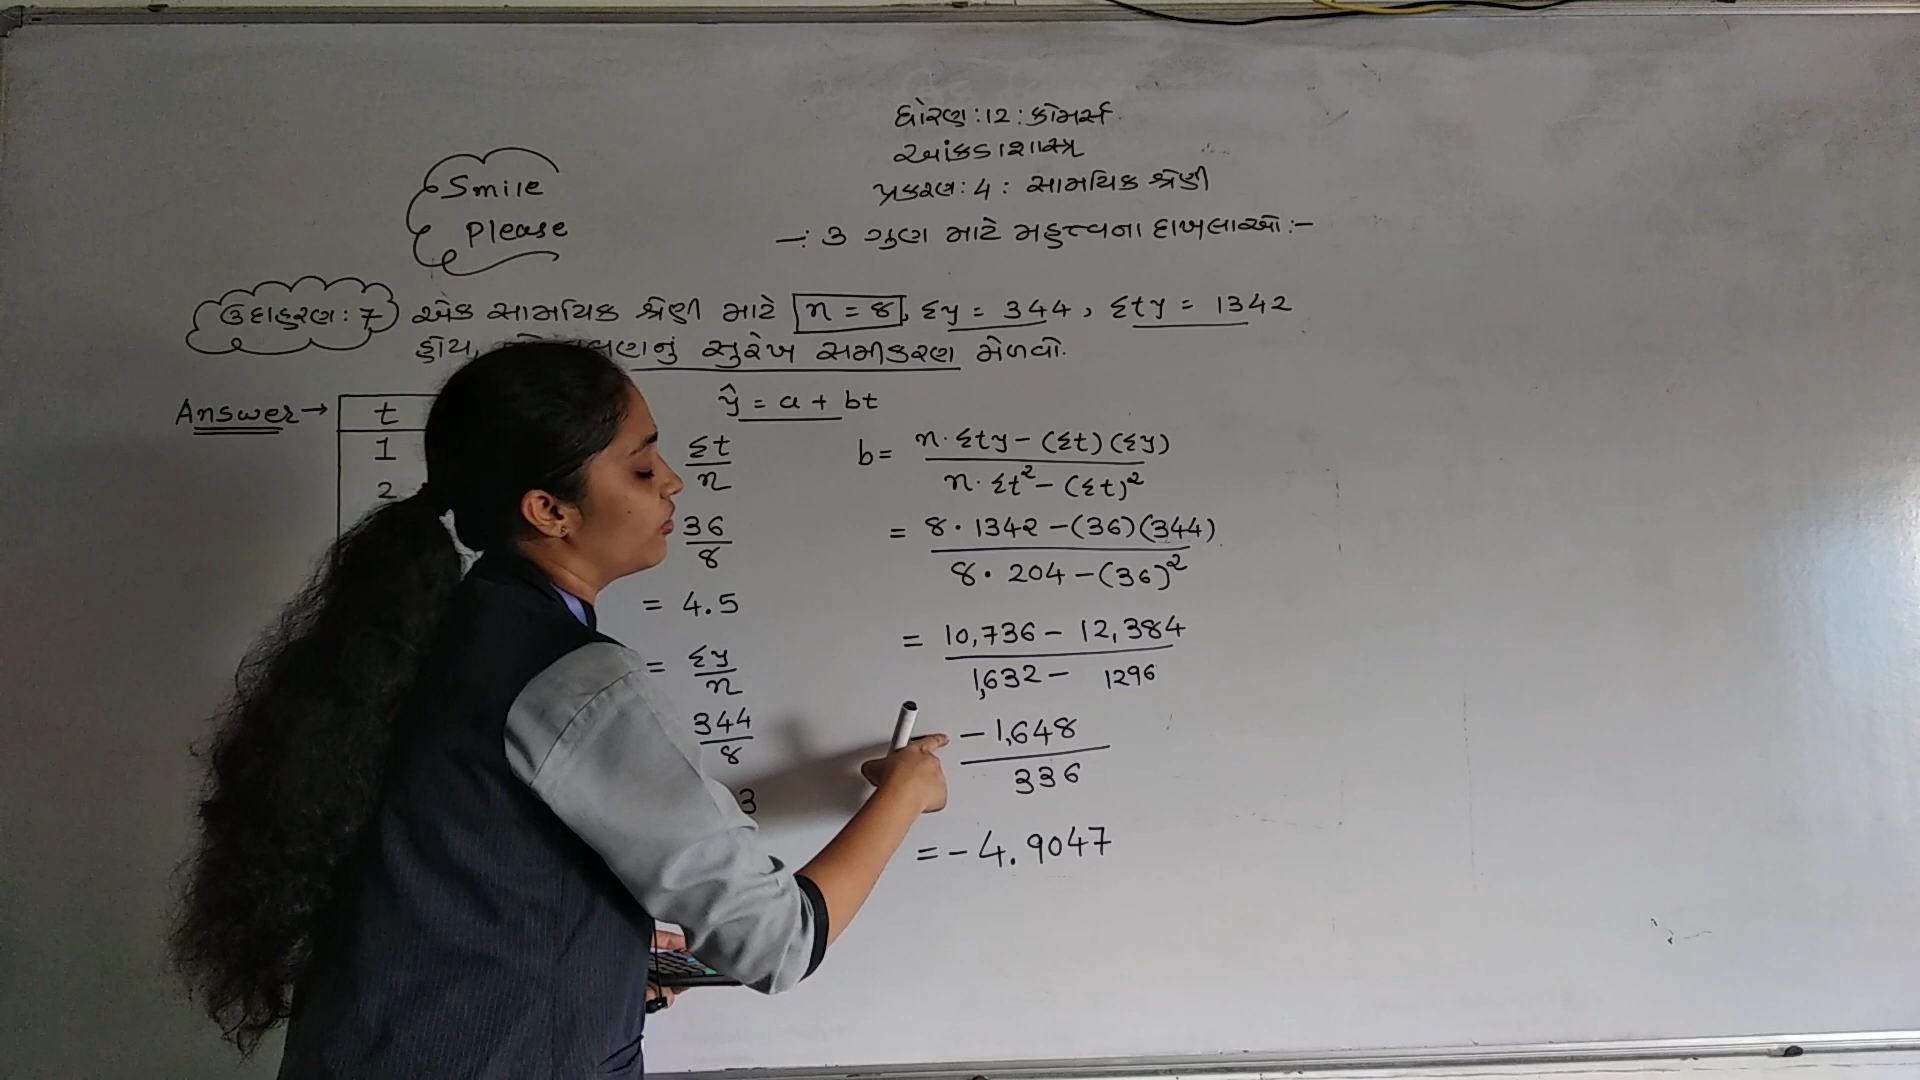 ધોરણ : 12 : કોમર્સ
આંકડાશાસ્ત્ર
પ્રકરણ : 4 : સામયિક શ્રેણી
Smile
Please
–: 3 ગુણ માટે મહત્ત્વના દાખલાઓ :–
ઉદાહરણ : 7 એક સામયિક શ્રેણી માટે n = 8, Σy = 344, Σty = 1342
હોય, સુરેખ સમીકરણ મેળવો.
Answer → t
ŷ = a + bt
1
2
Σt/n
36/8
= 4.5
= Σy/n
344/8
3
b = n·Σty – (Σt)(Σy) / n·Σt² – (Σt)²
= 8·1342 – (36)(344) / 8·204 – (36)²
= 10,736 – 12,384 / 1,632 – 1296
– 1,648 / 336
= – 4.9047